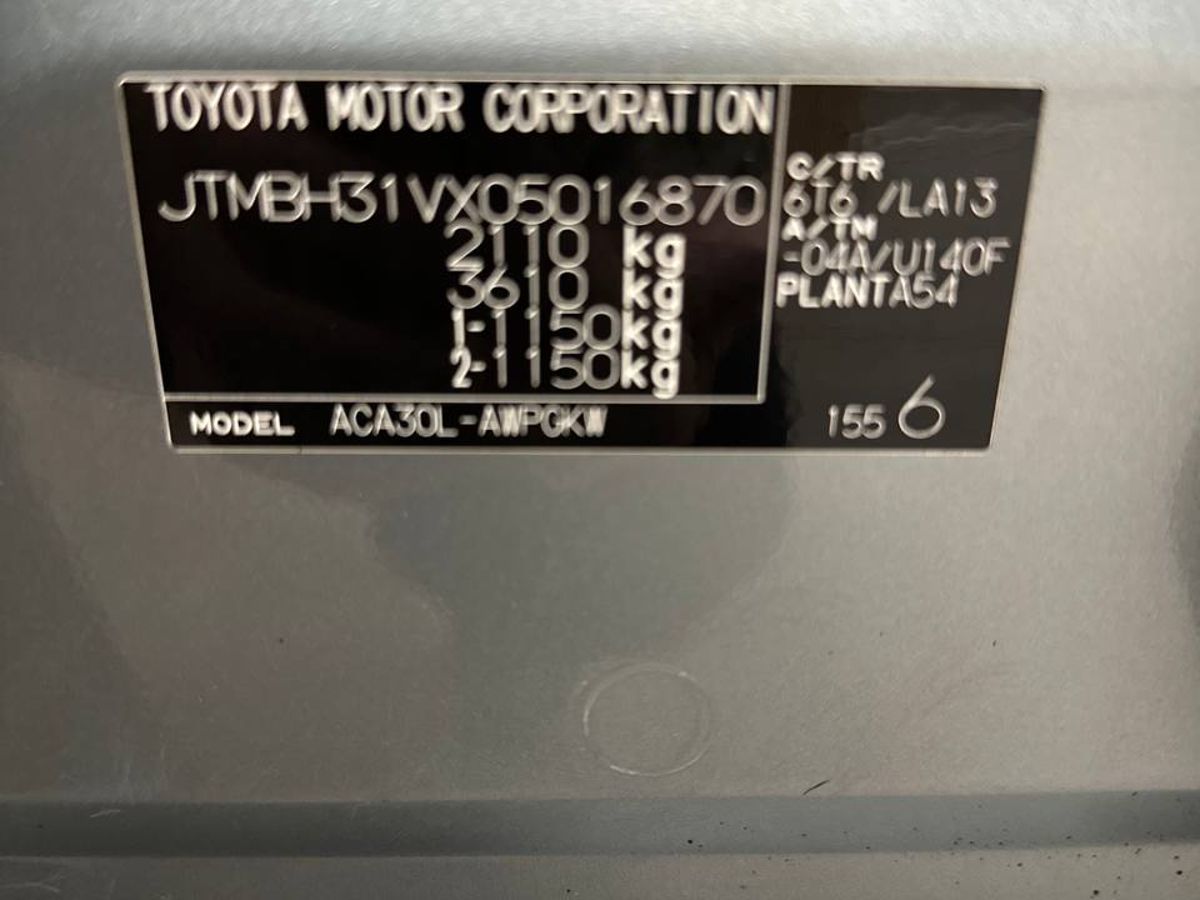 TOYOTA MOTOR CORPORATION
JTMBH31VX05016870
2110 kg
3610 kg
1-1150kg
2-1150kg
MODEL ACA30L-AWPGKW
C/TR
6T6 /LA13
A/TM
-04A/U140F
PLANTA54
155 6